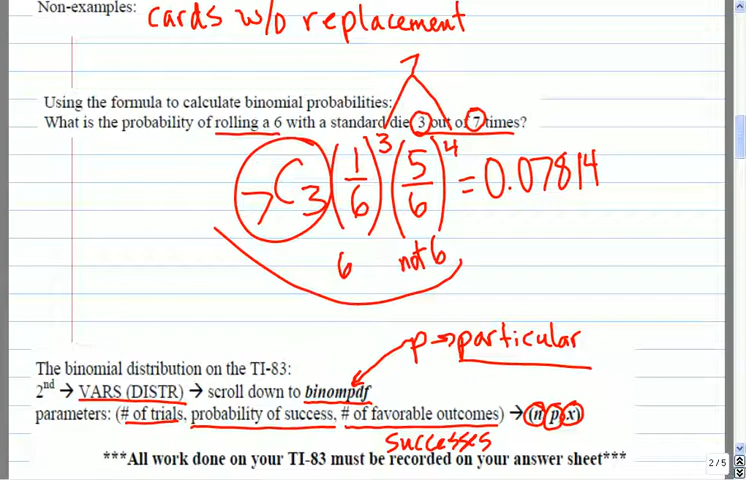 Non-examples: cards w/o replacement
7
Using the formula to calculate binomial probabilities:
What is the probability of rolling a 6 with a standard die 3 out of 7 times?
7C3 (1/6)^3 (5/6)^4 = 0.07814
6 not 6
p → particular
The binomial distribution on the TI-83:
2nd → VARS (DISTR) → scroll down to binompdf
parameters: (# of trials, probability of success, # of favorable outcomes) → (n, p, x)
successes
***All work done on your TI-83 must be recorded on your answer sheet***
2/5